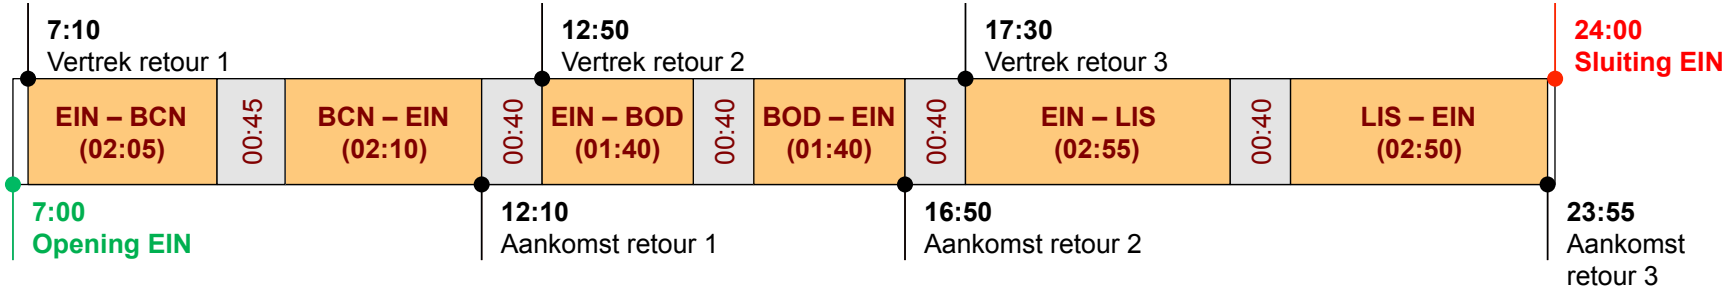 7:10
Vertrek retour 1
12:50
Vertrek retour 2
17:30
Vertrek retour 3
24:00
Sluiting EIN
EIN – BCN
(02:05)
00:45
BCN – EIN
(02:10)
00:40
EIN – BOD
(01:40)
00:40
BOD – EIN
(01:40)
00:40
EIN – LIS
(02:55)
00:40
LIS – EIN
(02:50)
7:00
Opening EIN
12:10
Aankomst retour 1
16:50
Aankomst retour 2
23:55
Aankomst
retour 3